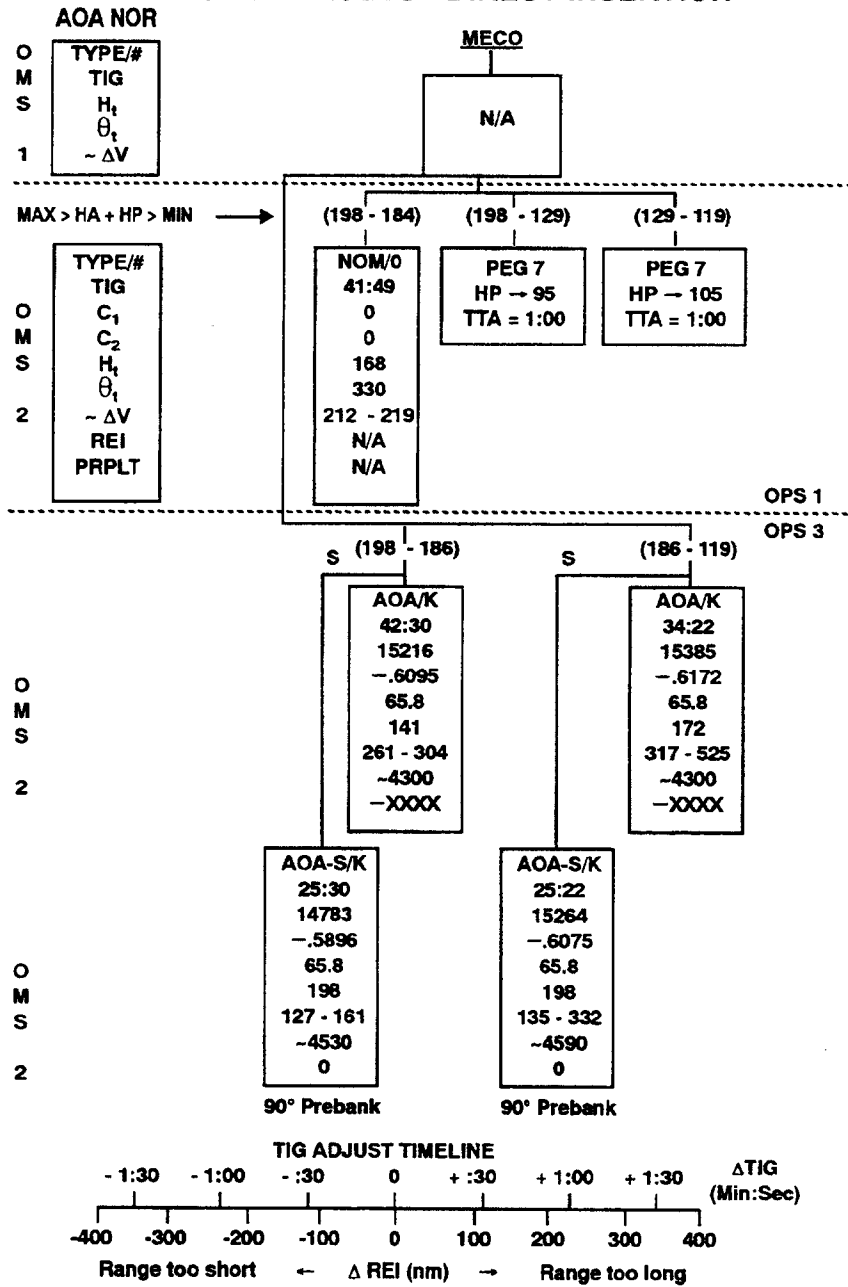 AOA NOR
MECO
O
M
S
1
TYPE/#
TIG
Ht
θt
~ ΔV
N/A
MAX > HA + HP > MIN
(198 - 184)
(198 - 129)
(129 - 119)
O
M
S
2
TYPE/#
TIG
C1
C2
Ht
θt
~ ΔV
REI
PRPLT
NOM/0
41:49
0
0
168
330
212 - 219
N/A
N/A
PEG 7
HP → 95
TTA = 1:00
PEG 7
HP → 105
TTA = 1:00
OPS 1
OPS 3
S
(198 - 186)
S
(186 - 119)
O
M
S
2
AOA/K
42:30
15216
–.6095
65.8
141
261 - 304
~4300
–XXXX
AOA/K
34:22
15385
–.6172
65.8
172
317 - 525
~4300
–XXXX
O
M
S
2
AOA-S/K
25:30
14783
–.5896
65.8
198
127 - 161
~4530
0
90° Prebank
AOA-S/K
25:22
15264
–.6075
65.8
198
135 - 332
~4590
0
90° Prebank
TIG ADJUST TIMELINE
- 1:30 - 1:00 - :30 0 + :30 + 1:00 + 1:30
ΔTIG
(Min:Sec)
-400 -300 -200 -100 0 100 200 300 400
Range too short ← Δ REI (nm) → Range too long